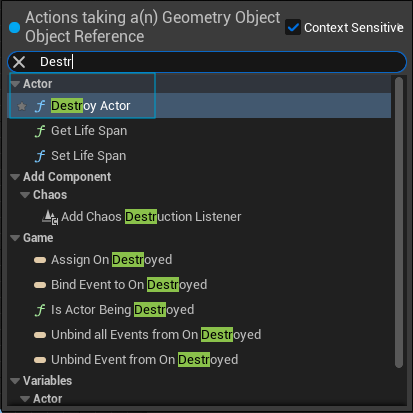 Actions taking a(n) Geometry Object
Object Reference
Context Sensitive
Destr
Actor
Destroy Actor
Get Life Span
Set Life Span
Add Component
Chaos
Add Chaos Destruction Listener
Game
Assign On Destroyed
Bind Event to On Destroyed
Is Actor Being Destroyed
Unbind all Events from On Destroyed
Unbind Event from On Destroyed
Variables
Actor